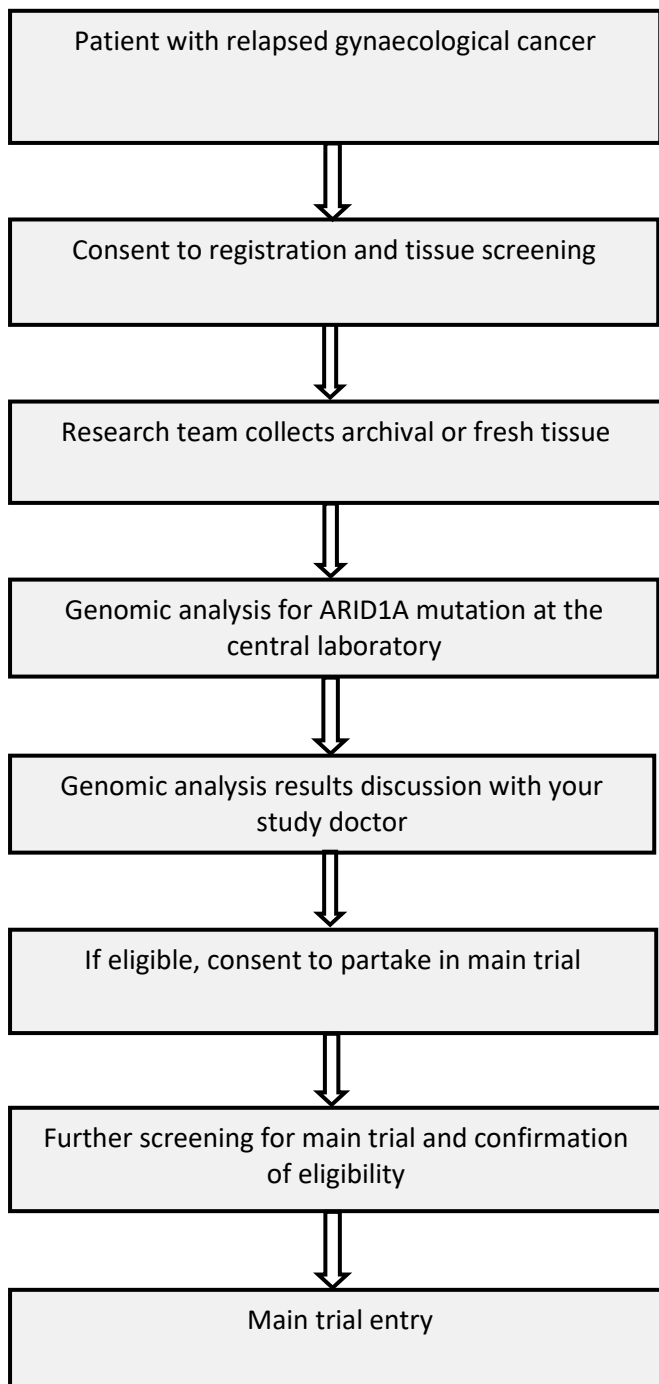 Patient with relapsed gynaecological cancer
Consent to registration and tissue screening
Research team collects archival or fresh tissue
Genomic analysis for ARID1A mutation at the
central laboratory
Genomic analysis results discussion with your
study doctor
If eligible, consent to partake in main trial
Further screening for main trial and confirmation
of eligibility
Main trial entry